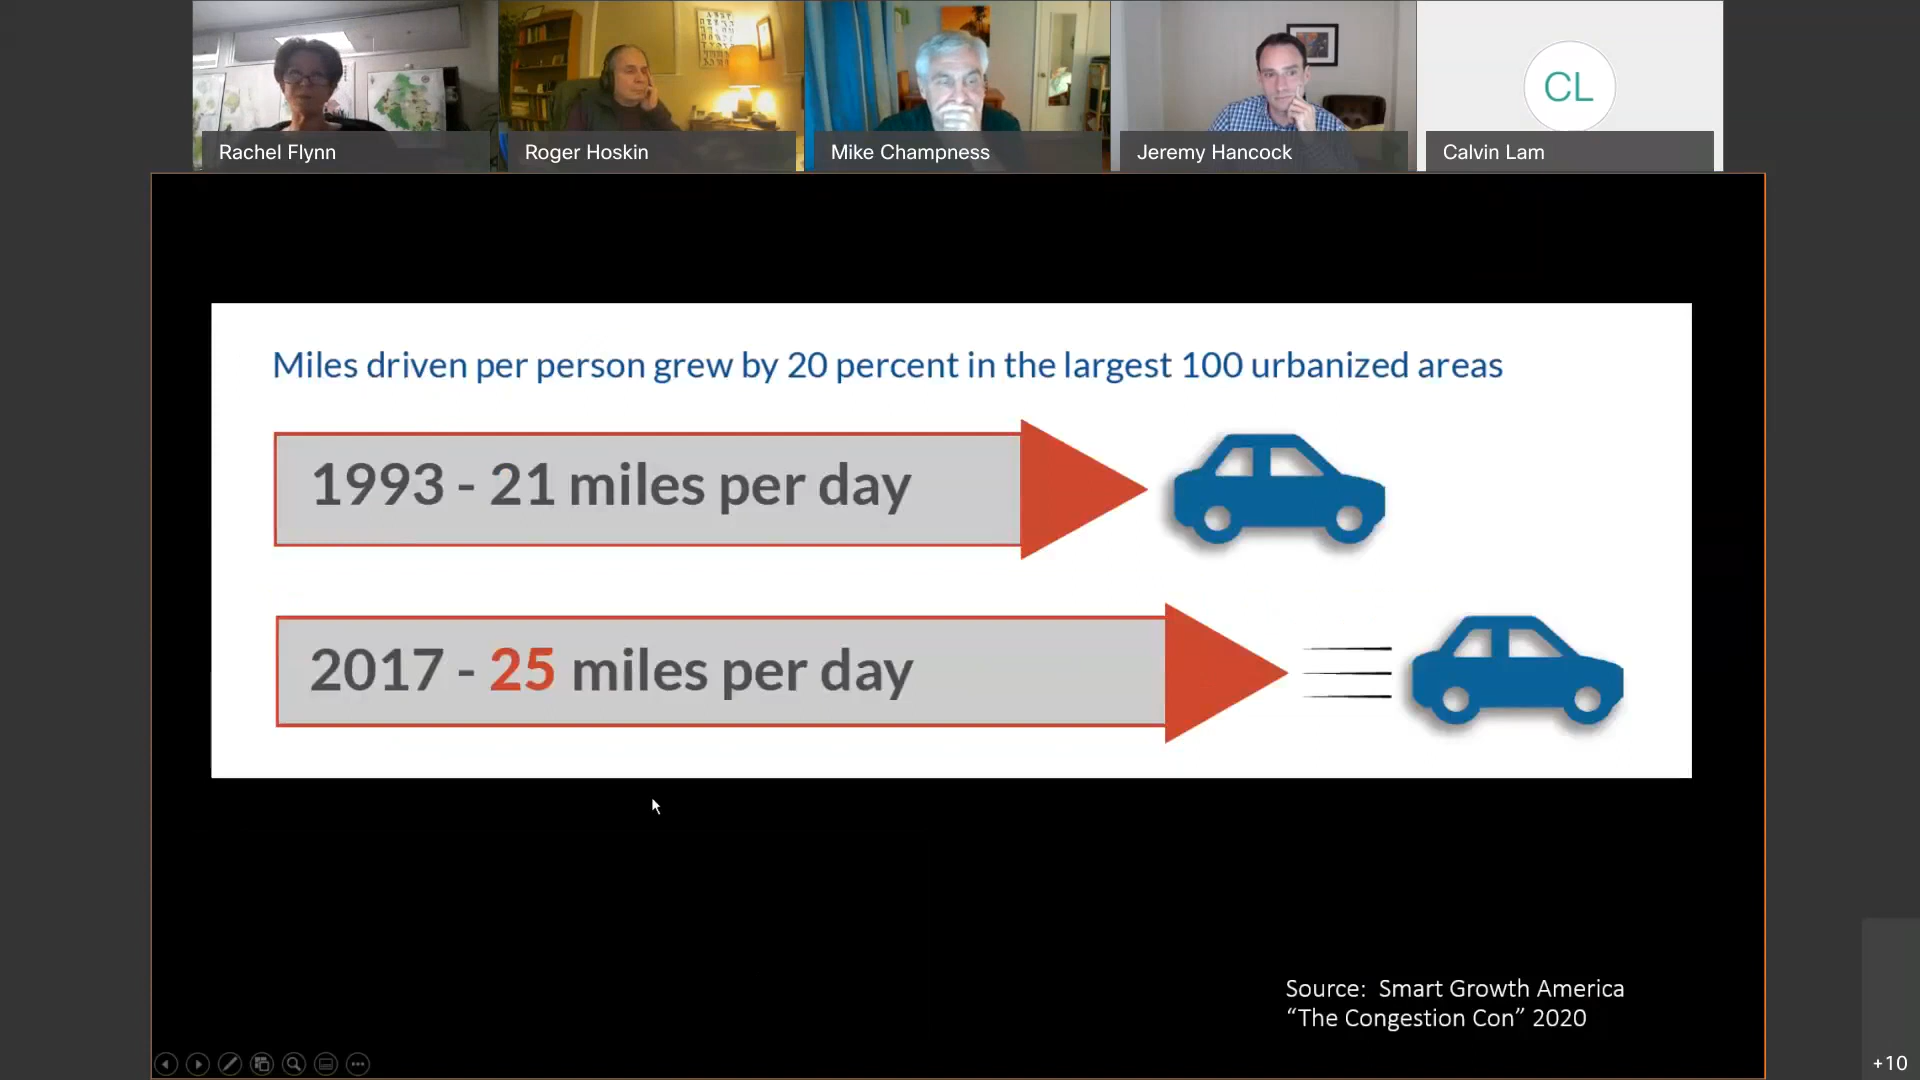 Rachel Flynn
Roger Hoskin
Mike Champness
Jeremy Hancock
CL
Calvin Lam
Miles driven per person grew by 20 percent in the largest 100 urbanized areas
1993 - 21 miles per day
2017 - 25 miles per day
Source:  Smart Growth America
“The Congestion Con” 2020
+10